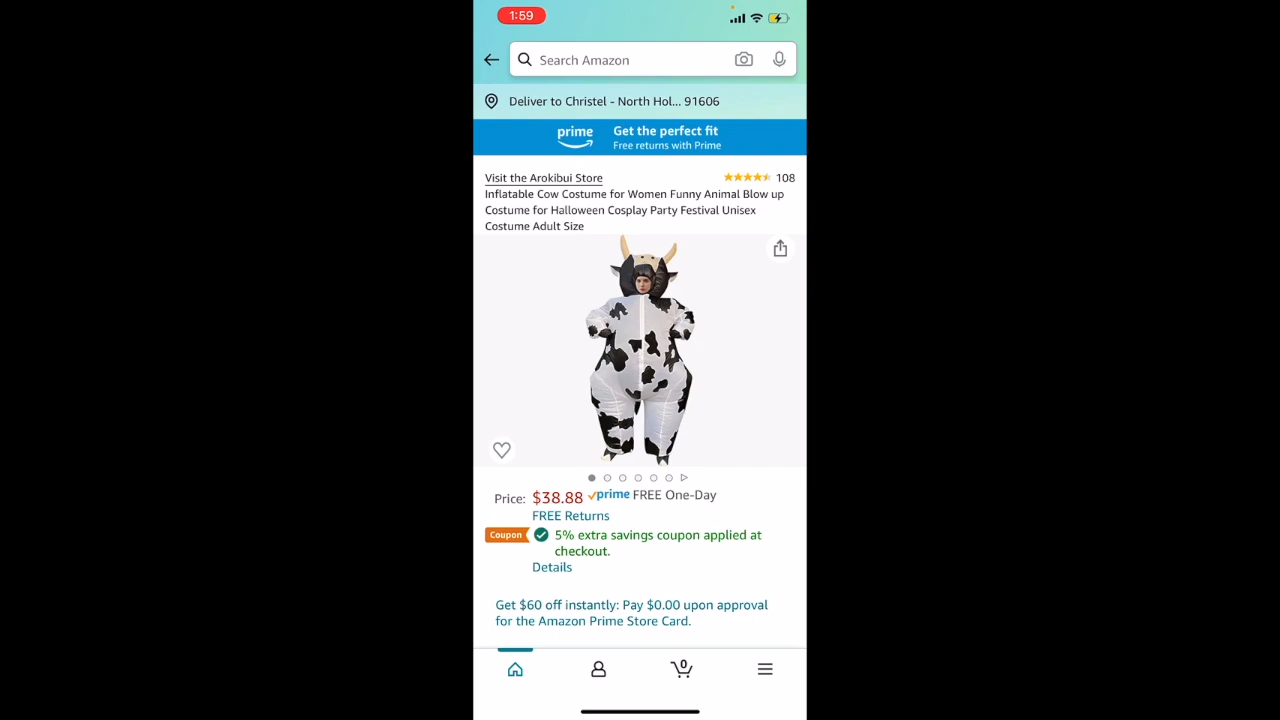 1:59
Search Amazon
Deliver to Christel - North Hol... 91606
prime
Get the perfect fit
Free returns with Prime
Visit the Arokibui Store
108
Inflatable Cow Costume for Women Funny Animal Blow up
Costume for Halloween Cosplay Party Festival Unisex
Costume Adult Size
Price: $38.88 prime FREE One-Day
FREE Returns
Coupon 5% extra savings coupon applied at
checkout.
Details
Get $60 off instantly: Pay $0.00 upon approval
for the Amazon Prime Store Card.
0